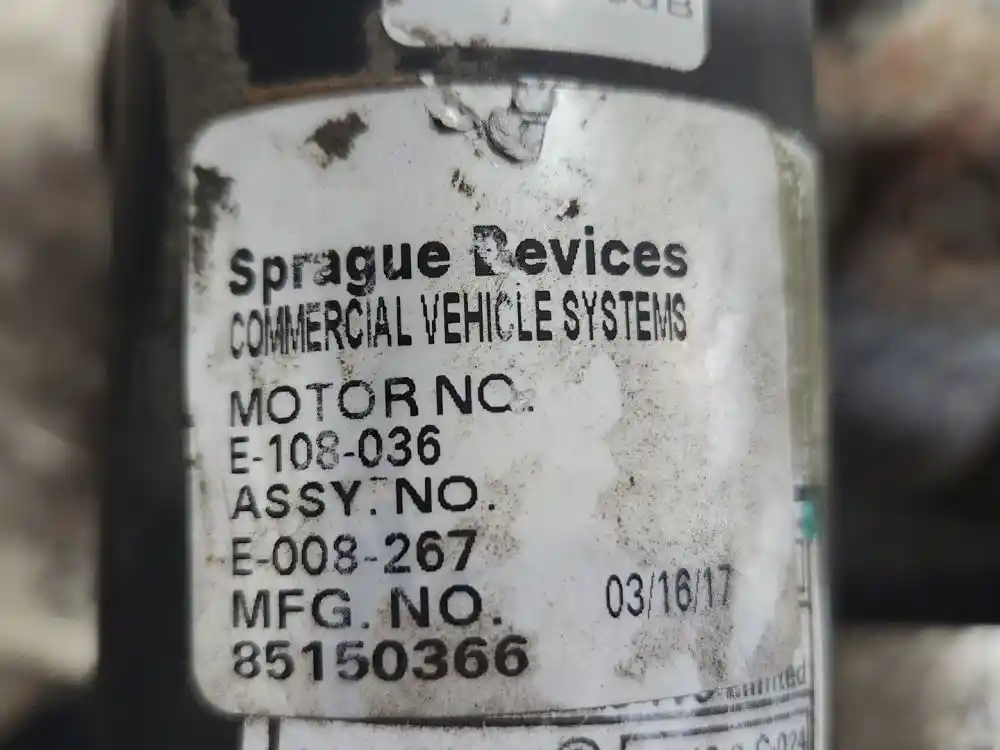 Sprague Devices
COMMERCIAL VEHICLE SYSTEMS
MOTOR NO.
E-108-036
ASSY. NO.
E-008-267
MFG. NO.
03/16/17
85150366